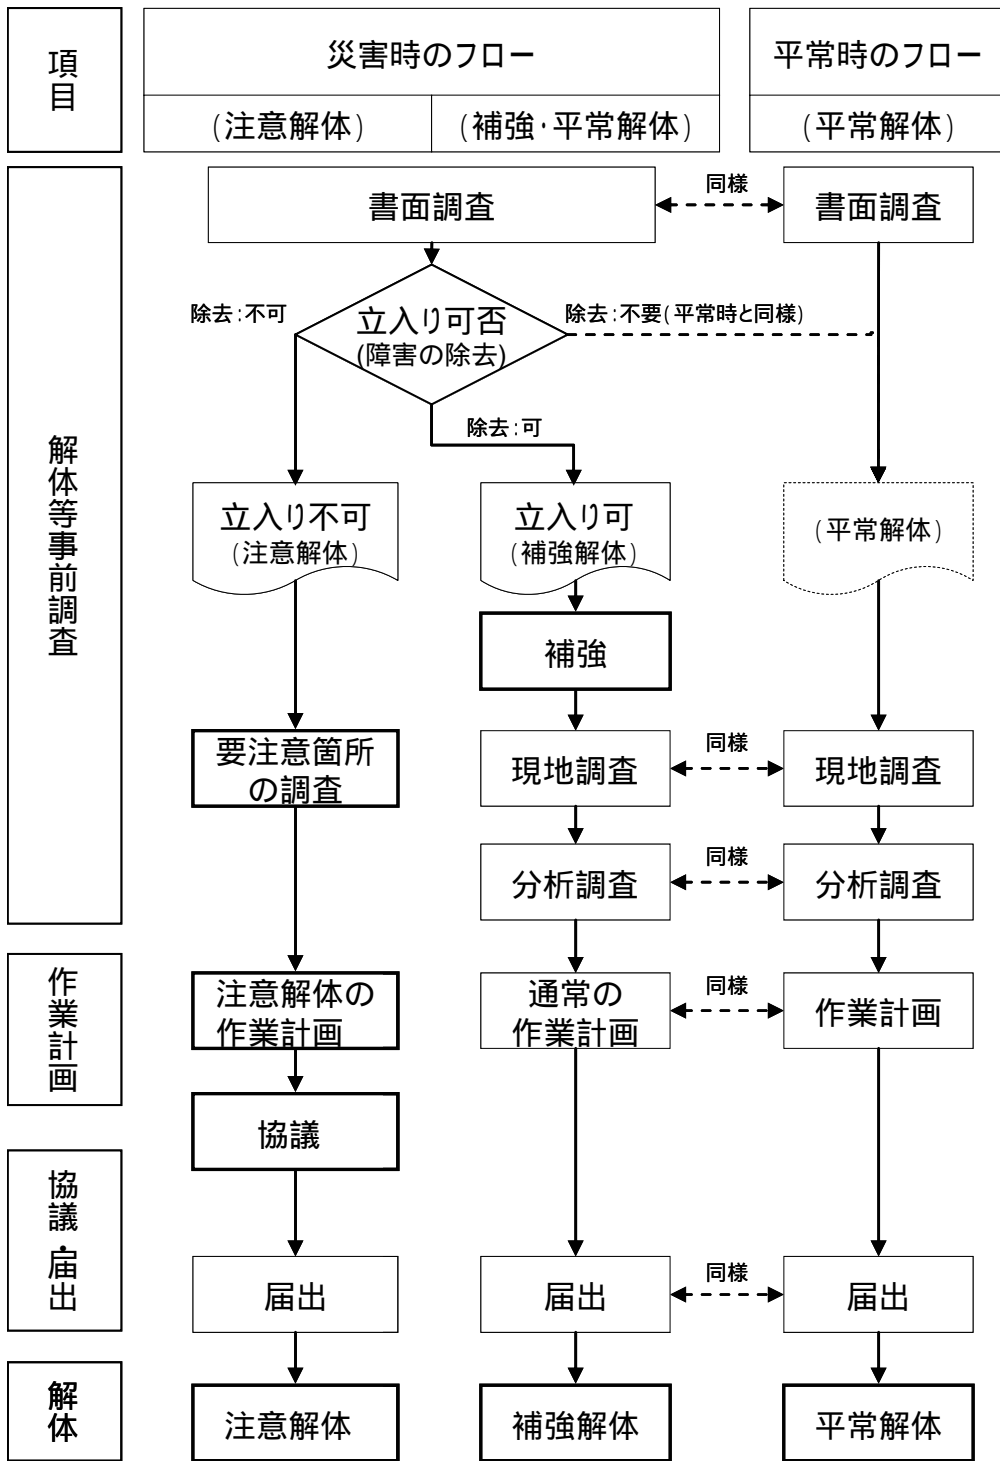 項目
災害時のフロー
平常時のフロー
(注意解体)
(補強・平常解体)
(平常解体)
解体等事前調査
書面調査
同様
書面調査
除去：不可
立入り可否
(障害の除去)
除去：不要(平常時と同様)
除去：可
立入り不可
(注意解体)
立入り可
(補強解体)
(平常解体)
補強
要注意箇所
の調査
現地調査
同様
現地調査
分析調査
同様
分析調査
作業計画
注意解体の
作業計画
通常の
作業計画
同様
作業計画
協議
協議・届出
届出
届出
同様
届出
解体
注意解体
補強解体
平常解体